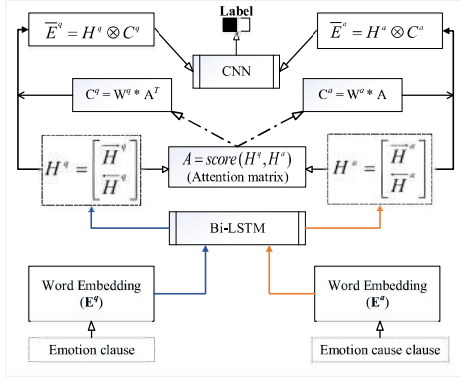 Label
E̅^q = H^q ⊗ C^q
CNN
E̅^a = H^a ⊗ C^a
C^q = W^q * A^T
C^a = W^a * A
H^q = [H⃗^q H⃖^q]
A = score(H^q, H^a)
(Attention matrix)
H^a = [H⃗^a H⃖^a]
Bi-LSTM
Word Embedding
(E^q)
Word Embedding
(E^a)
Emotion clause
Emotion cause clause